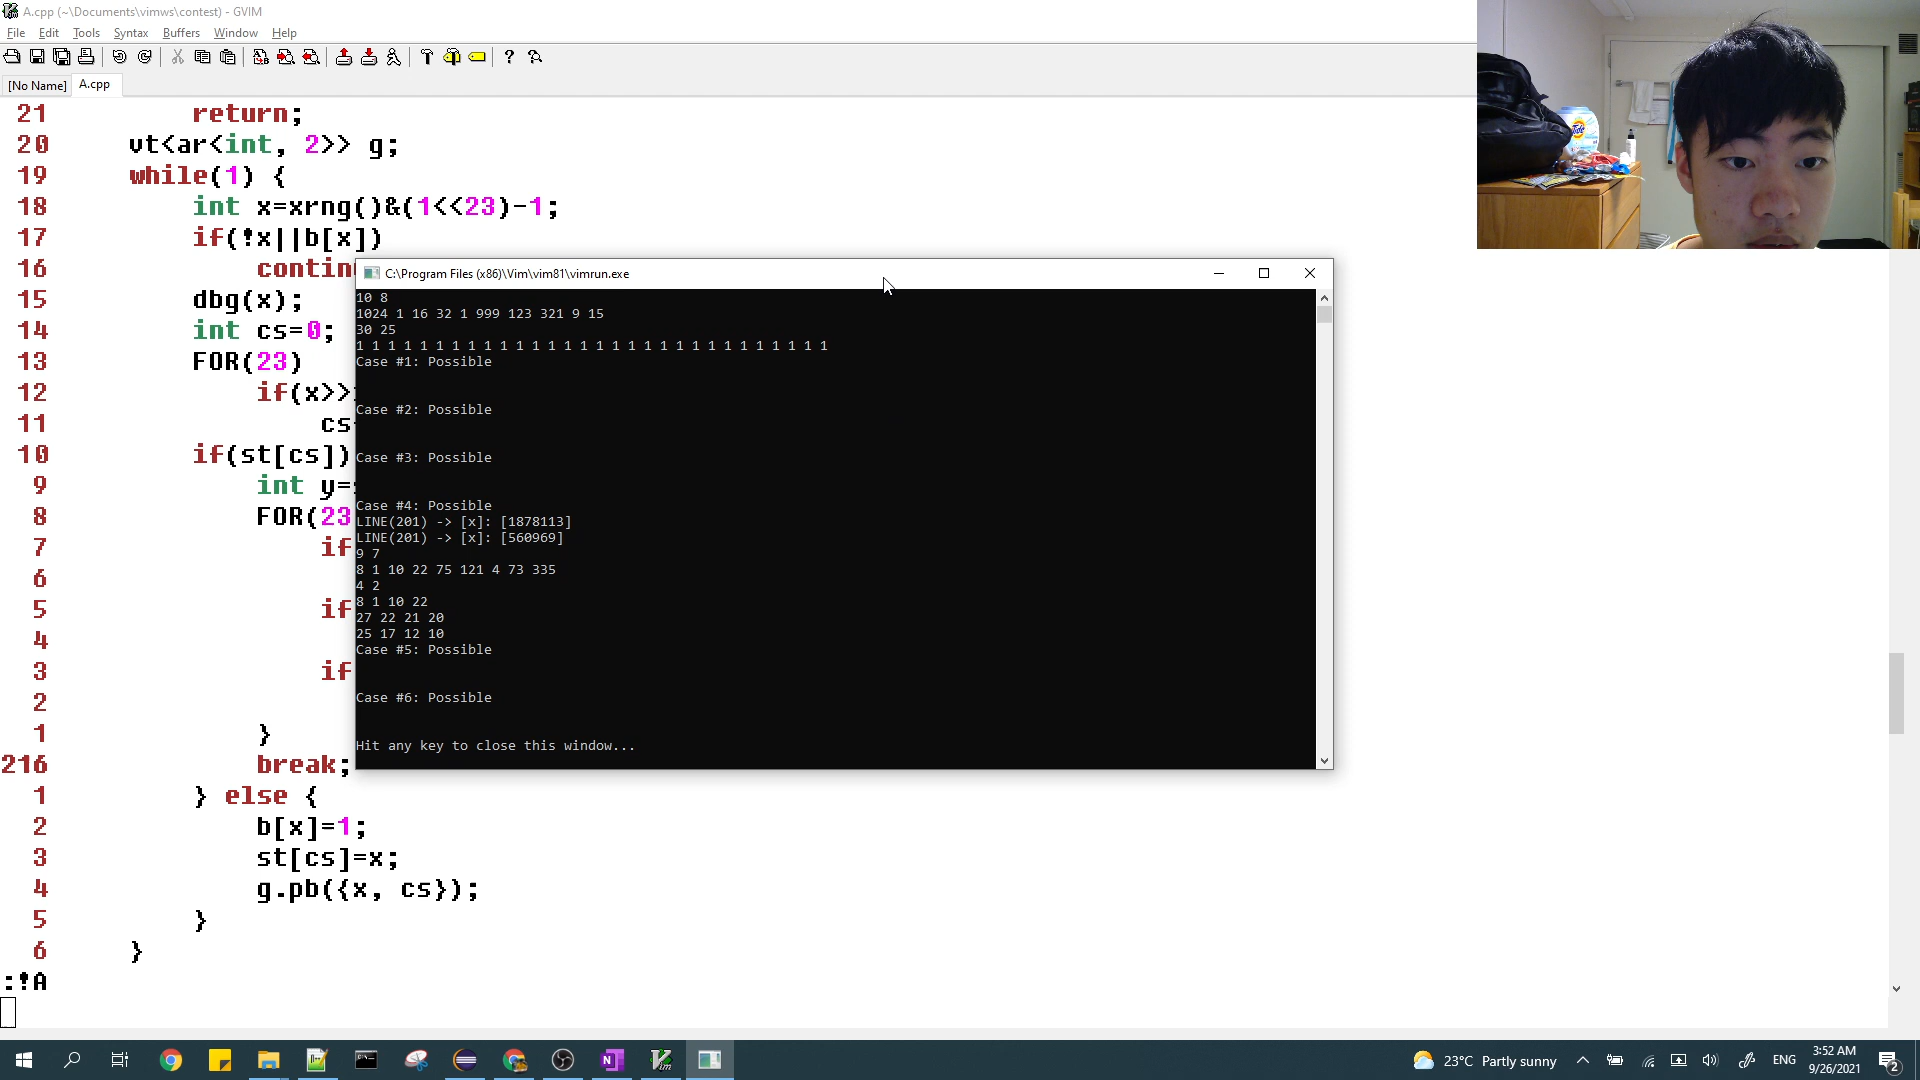 A.cpp (~\Documents\vimws\contest) - GVIM
File Edit Tools Syntax Buffers Window Help
[No Name] A.cpp
21 return;
20 vt<ar<int, 2>> g;
19 while(1) {
18 int x=xrng()&(1<<23)-1;
17 if(!x||b[x])
16 contin
15 dbg(x);
14 int cs=0;
13 FOR(23)
12 if(x>>
11 cs
10 if(st[cs])
9 int y=
8 FOR(23
7 if
6
5 if
4
3 if
2
1 }
216 break;
1 } else {
2 b[x]=1;
3 st[cs]=x;
4 g.pb({x, cs});
5 }
6 }
:!A
C:\Program Files (x86)\Vim\vim81\vimrun.exe
10 8
1024 1 16 32 1 999 123 321 9 15
30 25
1 1 1 1 1 1 1 1 1 1 1 1 1 1 1 1 1 1 1 1 1 1 1 1 1 1 1 1 1 1
Case #1: Possible
Case #2: Possible
Case #3: Possible
Case #4: Possible
LINE(201) -> [x]: [1878113]
LINE(201) -> [x]: [560969]
9 7
8 1 10 22 75 121 4 73 335
4 2
8 1 10 22
27 22 21 20
25 17 12 10
Case #5: Possible
Case #6: Possible
Hit any key to close this window...
Tide
23°C Partly sunny
ENG
3:52 AM
9/26/2021
2